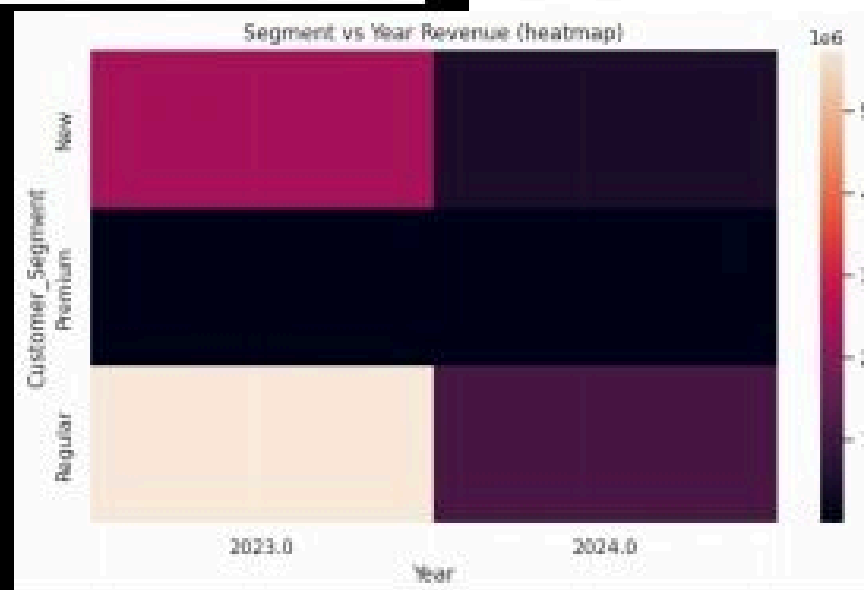 Segment vs Year Revenue (heatmap)
1e6
Customer_Segment
New
Premium
Regular
2023.0
2024.0
Year